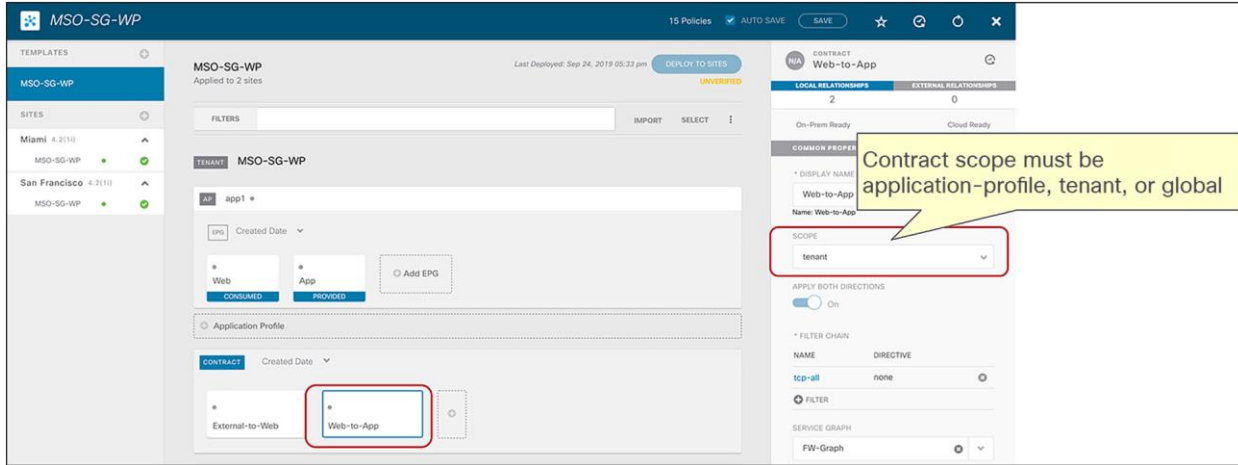 MSO-SG-WP
15 Policies AUTO SAVE SAVE
TEMPLATES
MSO-SG-WP
SITES
Miami 4.2(1i)
MSO-SG-WP
San Francisco 4.2(1i)
MSO-SG-WP
MSO-SG-WP
Applied to 2 sites
Last Deployed: Sep 24, 2019 05:33 pm DEPLOY TO SITES
UNVERIFIED
FILTERS IMPORT SELECT
TENANT MSO-SG-WP
AP app1
EPG Created Date
Web
CONSUMED
App
PROVIDED
Add EPG
Application Profile
CONTRACT Created Date
External-to-Web
Web-to-App
N/A CONTRACT
Web-to-App
LOCAL RELATIONSHIPS EXTERNAL RELATIONSHIPS
2 0
On-Prem Ready Cloud Ready
COMMON PROPER
Contract scope must be
application-profile, tenant, or global
* DISPLAY NAME
Web-to-App
Name: Web-to-App
SCOPE
tenant
APPLY BOTH DIRECTIONS
On
* FILTER CHAIN
NAME DIRECTIVE
tcp-all none
FILTER
SERVICE GRAPH
FW-Graph